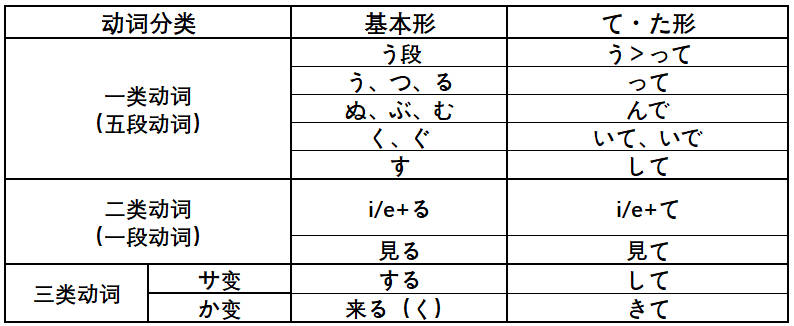 动词分类 基本形 て・た形
一类动词
(五段动词)
う段 う＞って
う、つ、る って
ぬ、ぶ、む んで
く、ぐ いて、いで
す して
二类动词
(一段动词)
i/e+る i/e+て
見る 見て
三类动词
サ变 する して
か变 来る（く） きて